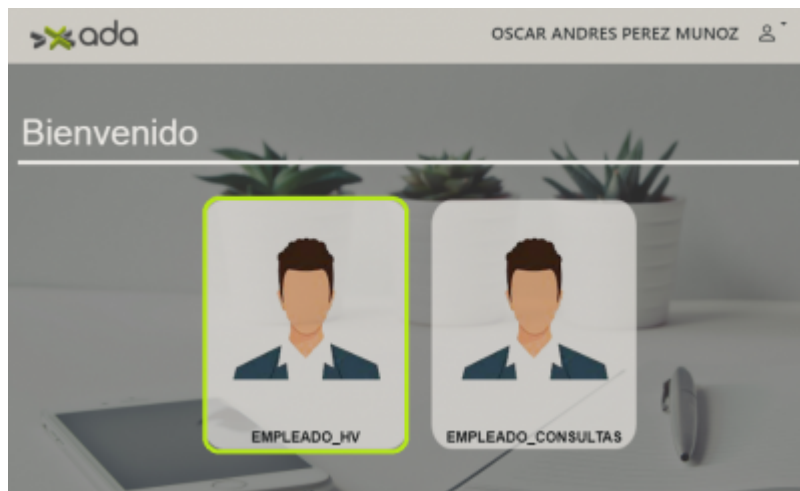 ada
OSCAR ANDRES PEREZ MUNOZ
Bienvenido
EMPLEADO_HV
EMPLEADO_CONSULTAS